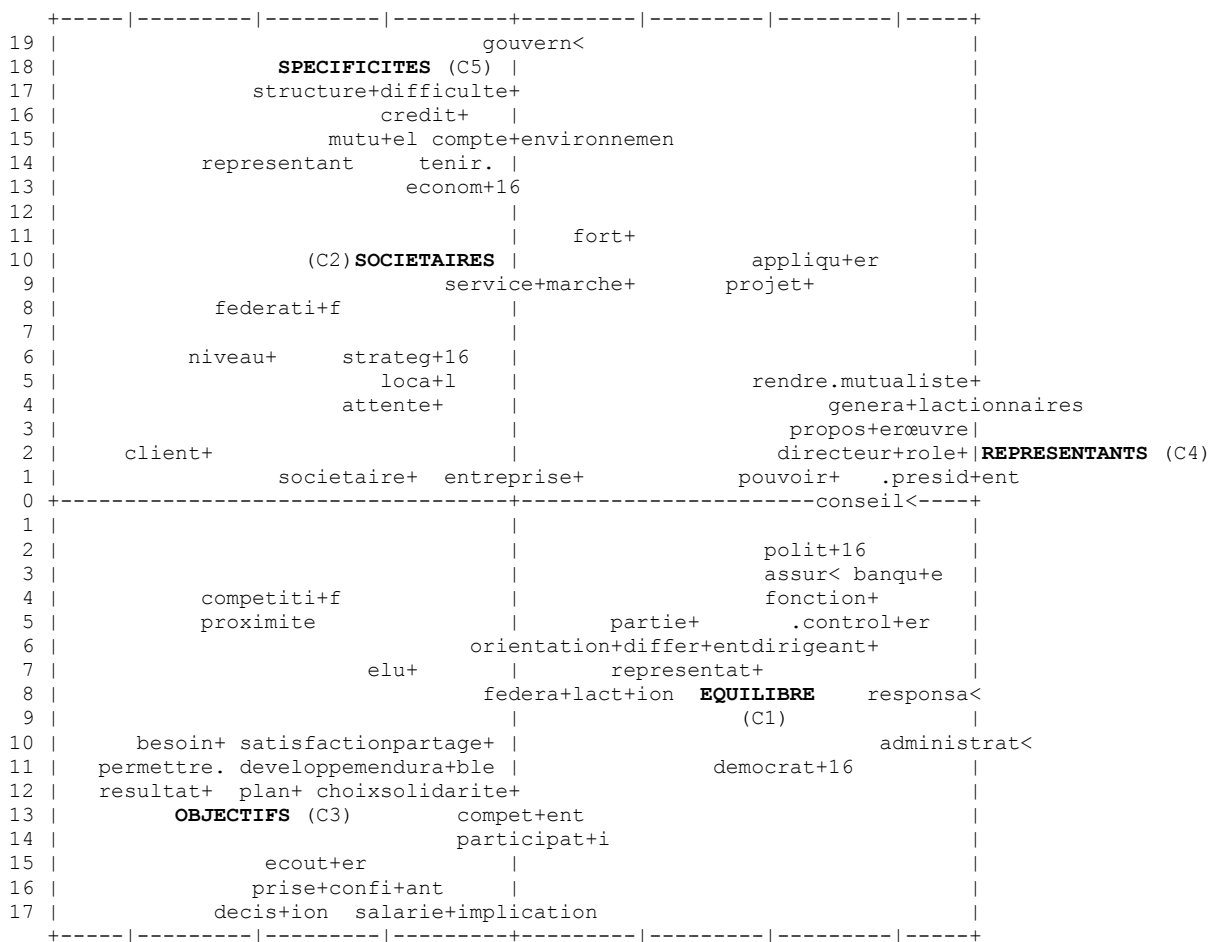 +-----|---------|---------|---------+---------|---------|---------|-----+
19 | gouvern< |
18 | SPECIFICITES (C5) | |
17 | structure+difficulte+ |
16 | credit+ | |
15 | mutu+el compte+environnemen |
14 | representant tenir. | |
13 | econom+16 |
12 | | |
11 | | fort+ |
10 | (C2)SOCIETAIRES | appliqu+er |
9 | service+marche+ projet+ |
8 | federati+f | |
7 | | |
6 | niveau+ strateg+16 | |
5 | loca+l | rendre.mutualiste+
4 | attente+ | genera+lactionnaires
3 | | propos+erœuvre|
2 | client+ | directeur+role+|REPRESENTANTS (C4)
1 | societaire+ entreprise+ pouvoir+ .presid+ent
0 +-----------------------------------+-----------------------conseil<----+
1 | | |
2 | | polit+16 |
3 | | assur< banqu+e |
4 | competiti+f | fonction+ |
5 | proximite | partie+ .control+er |
6 | orientation+differ+entdirigeant+ |
7 | elu+ | representat+ |
8 | federa+lact+ion EQUILIBRE responsa<
9 | | (C1) |
10 | besoin+ satisfactionpartage+ | administrat<
11 | permettre. developpemendura+ble | democrat+16 |
12 | resultat+ plan+ choixsolidarite+ |
13 | OBJECTIFS (C3) compet+ent |
14 | participat+i |
15 | ecout+er | |
16 | prise+confi+ant | |
17 | decis+ion salarie+implication |
+-----|---------|---------|---------+---------|---------|---------|-----+